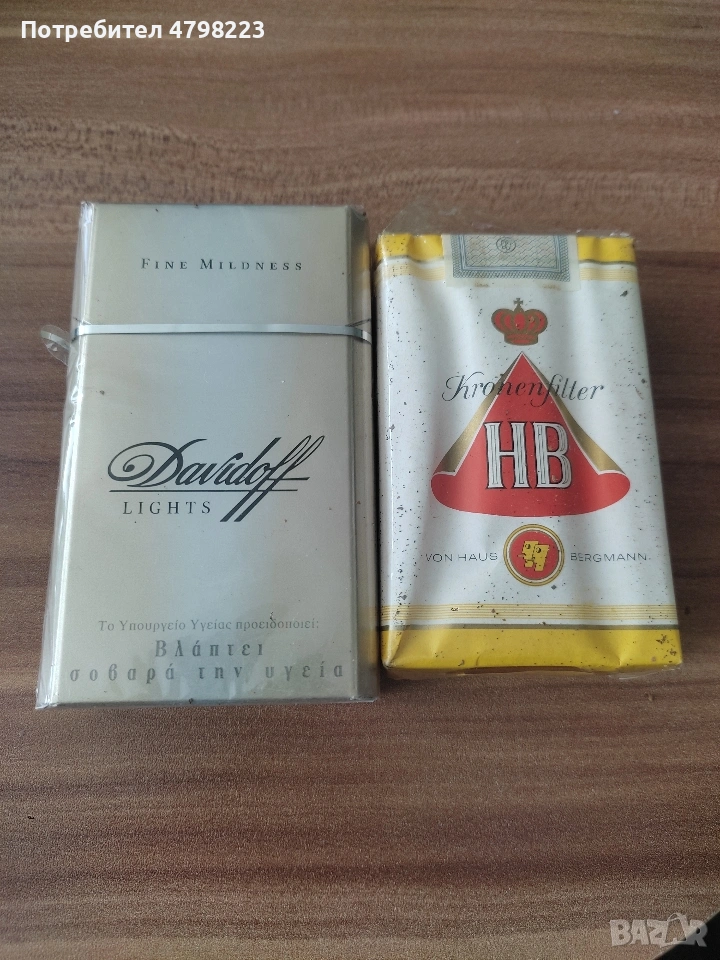 Потребител 4798223
FINE MILDNESS
Davidoff
LIGHTS
Το Υπουργείο Υγείας προειδοποιεί:
Βλάπτει
σοβαρά την υγεία
Kronenfilter
HB
VON HAUS BERGMANN
BAZAR